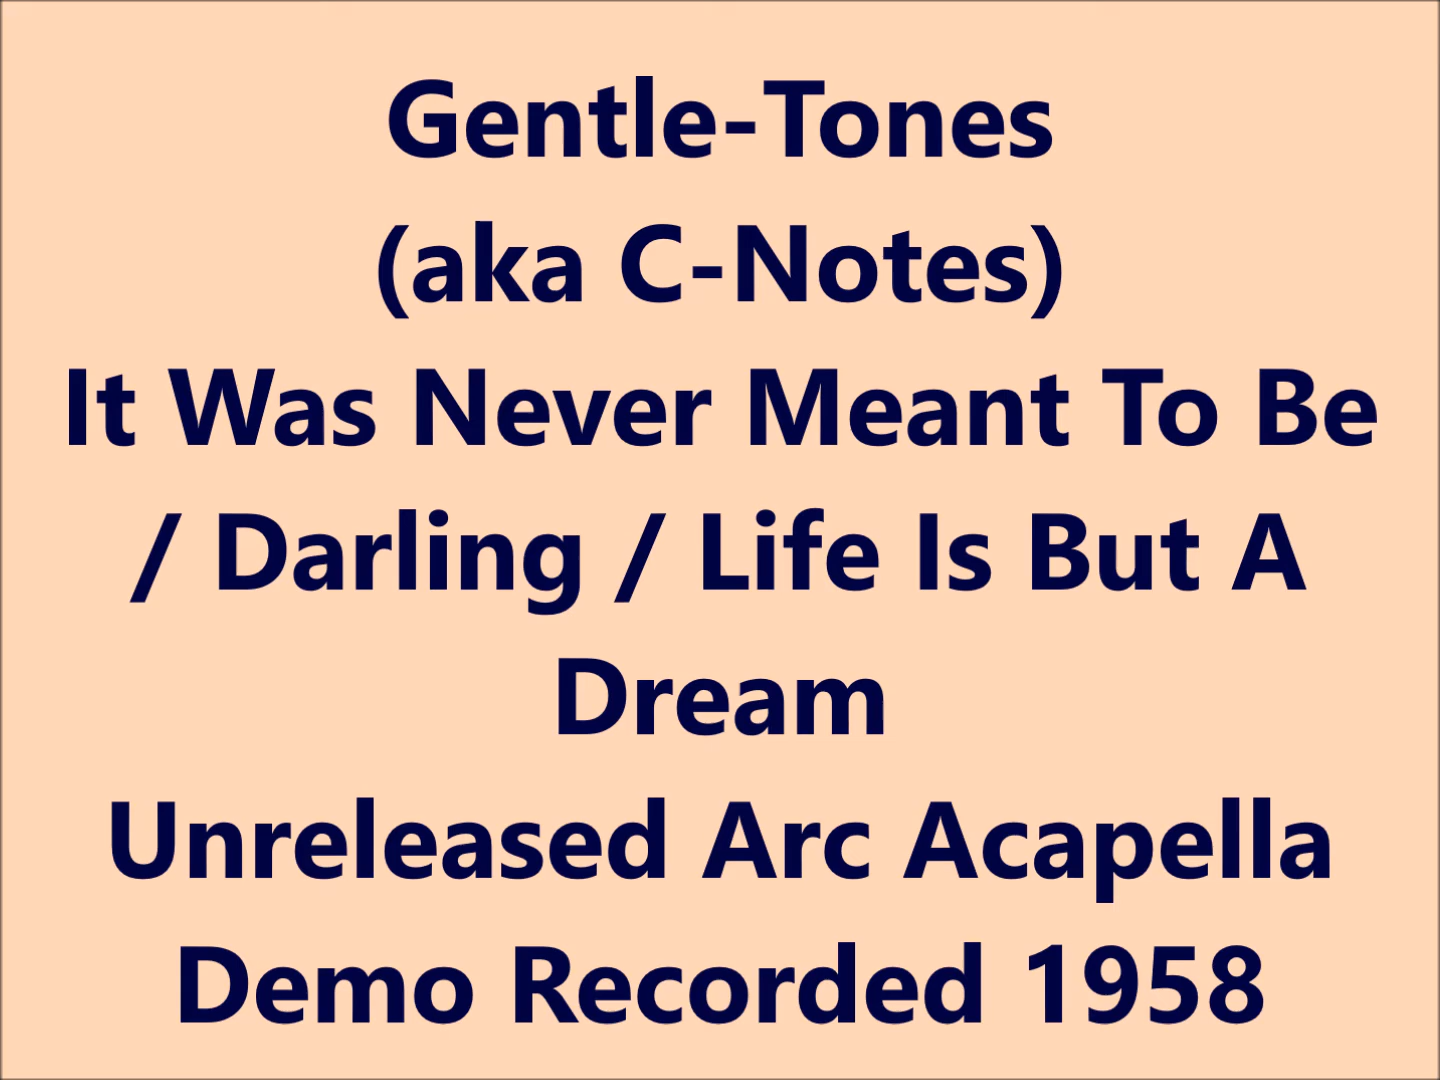 Gentle-Tones
(aka C-Notes)
It Was Never Meant To Be
/ Darling / Life Is But A
Dream
Unreleased Arc Acapella
Demo Recorded 1958